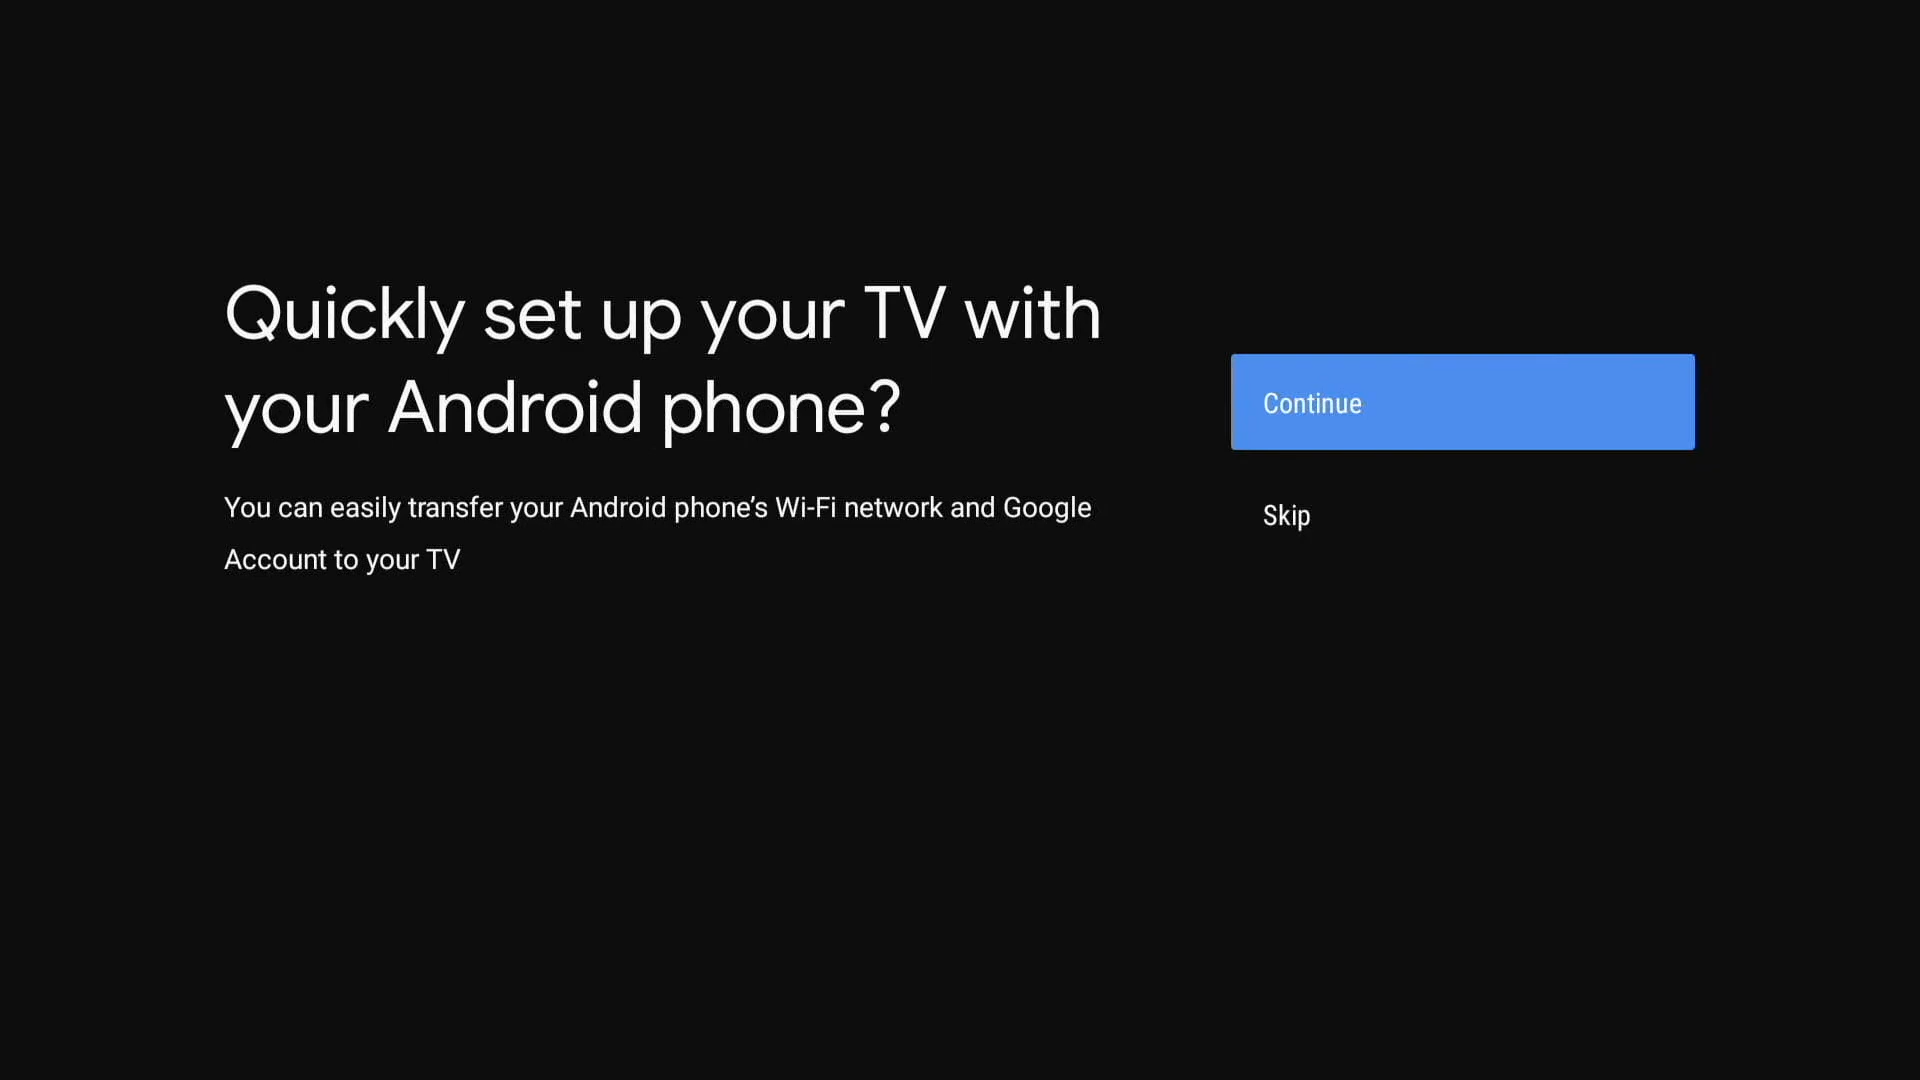 Quickly set up your TV with
your Android phone?
You can easily transfer your Android phone’s Wi-Fi network and Google
Account to your TV
Continue
Skip